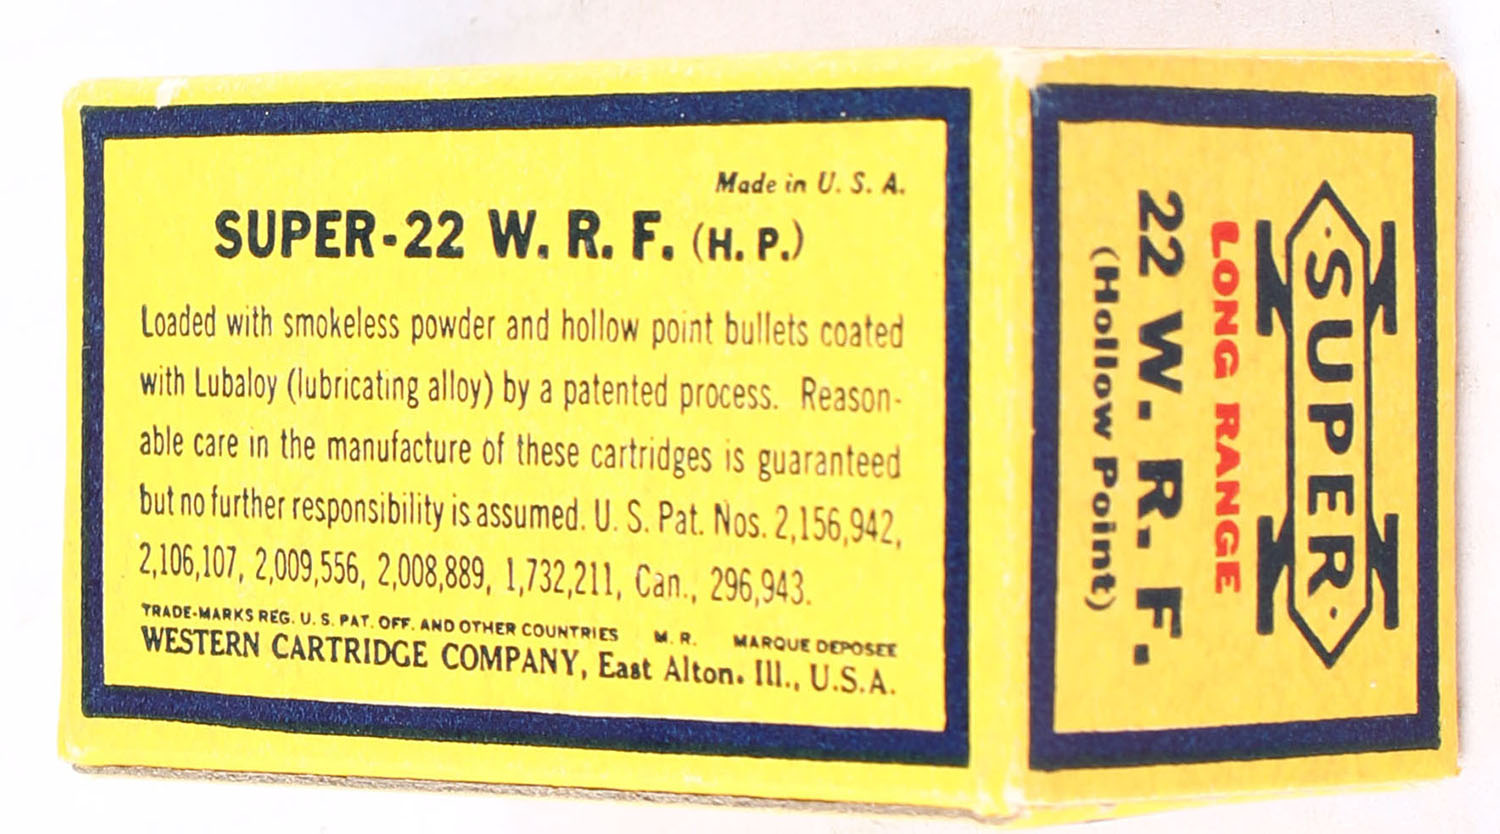 Made in U. S. A.
SUPER-22 W. R. F. (H. P.)
Loaded with smokeless powder and hollow point bullets coated
with Lubaloy (lubricating alloy) by a patented process. Reason-
able care in the manufacture of these cartridges is guaranteed
but no further responsibility is assumed. U. S. Pat. Nos. 2,156,942,
2,106,107, 2,009,556, 2,008,889, 1,732,211, Can., 296,943.
TRADE-MARKS REG. U. S. PAT. OFF. AND OTHER COUNTRIES M. R. MARQUE DEPOSEE
WESTERN CARTRIDGE COMPANY, East Alton. Ill., U.S.A.
X
·SUPER·
LONG RANGE
22 W. R. F.
(Hollow Point)